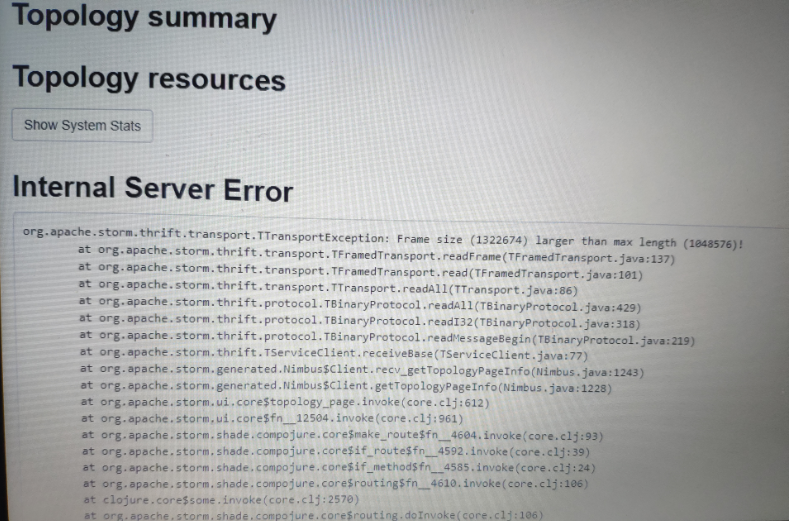 Topology summary
Topology resources
Show System Stats
Internal Server Error
org.apache.storm.thrift.transport.TTransportException: Frame size (1322674) larger than max length (1048576)!
at org.apache.storm.thrift.transport.TFramedTransport.readFrame(TFramedTransport.java:137)
at org.apache.storm.thrift.transport.TFramedTransport.read(TFramedTransport.java:101)
at org.apache.storm.thrift.transport.TTransport.readAll(TTransport.java:86)
at org.apache.storm.thrift.protocol.TBinaryProtocol.readAll(TBinaryProtocol.java:429)
at org.apache.storm.thrift.protocol.TBinaryProtocol.readI32(TBinaryProtocol.java:318)
at org.apache.storm.thrift.protocol.TBinaryProtocol.readMessageBegin(TBinaryProtocol.java:219)
at org.apache.storm.thrift.TServiceClient.receiveBase(TServiceClient.java:77)
at org.apache.storm.generated.Nimbus$Client.recv_getTopologyPageInfo(Nimbus.java:1243)
at org.apache.storm.generated.Nimbus$Client.getTopologyPageInfo(Nimbus.java:1228)
at org.apache.storm.ui.core$topology_page.invoke(core.clj:612)
at org.apache.storm.ui.core$fn__12504.invoke(core.clj:961)
at org.apache.storm.shade.compojure.core$make_route$fn__4604.invoke(core.clj:93)
at org.apache.storm.shade.compojure.core$if_route$fn__4592.invoke(core.clj:39)
at org.apache.storm.shade.compojure.core$if_method$fn__4585.invoke(core.clj:24)
at org.apache.storm.shade.compojure.core$routing$fn__4610.invoke(core.clj:106)
at clojure.core$some.invoke(core.clj:2570)
at org.apache.storm.shade.compojure.core$routing.doInvoke(core.clj:106)